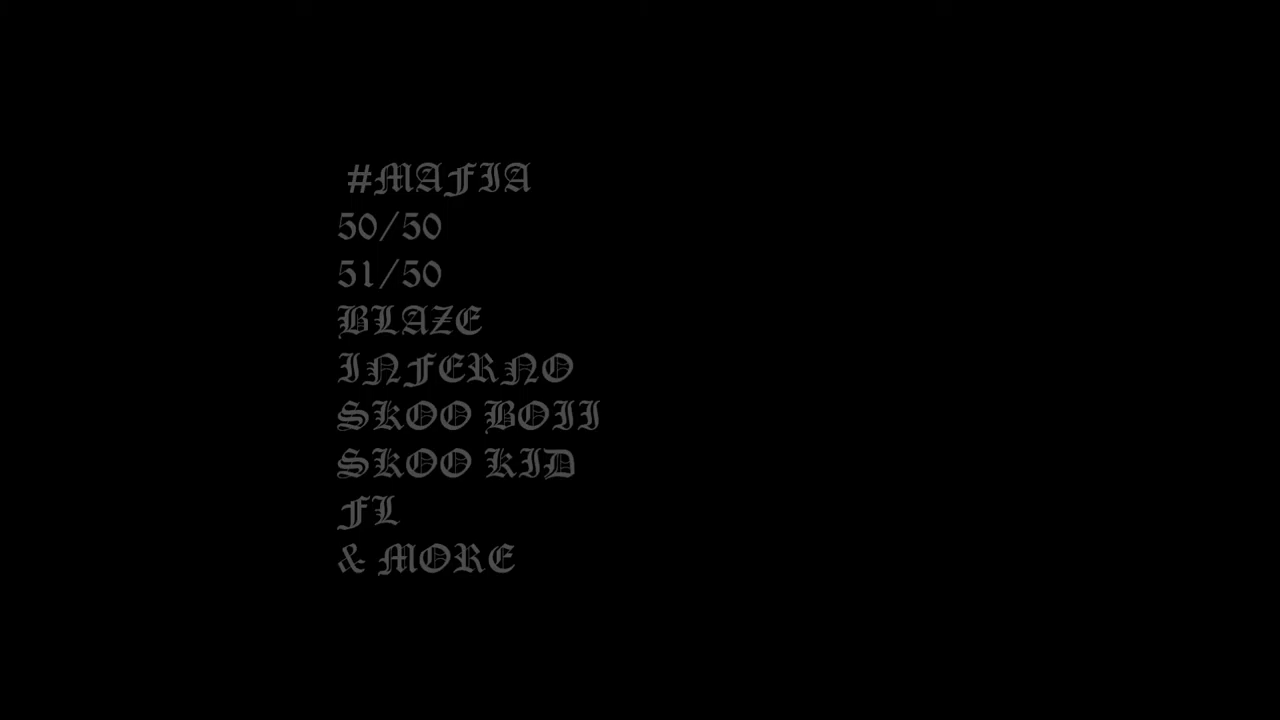 #MAFIA
50/50
51/50
BLAZE
INFERNO
SKOO BOII
SKOO KID
FL
& MORE